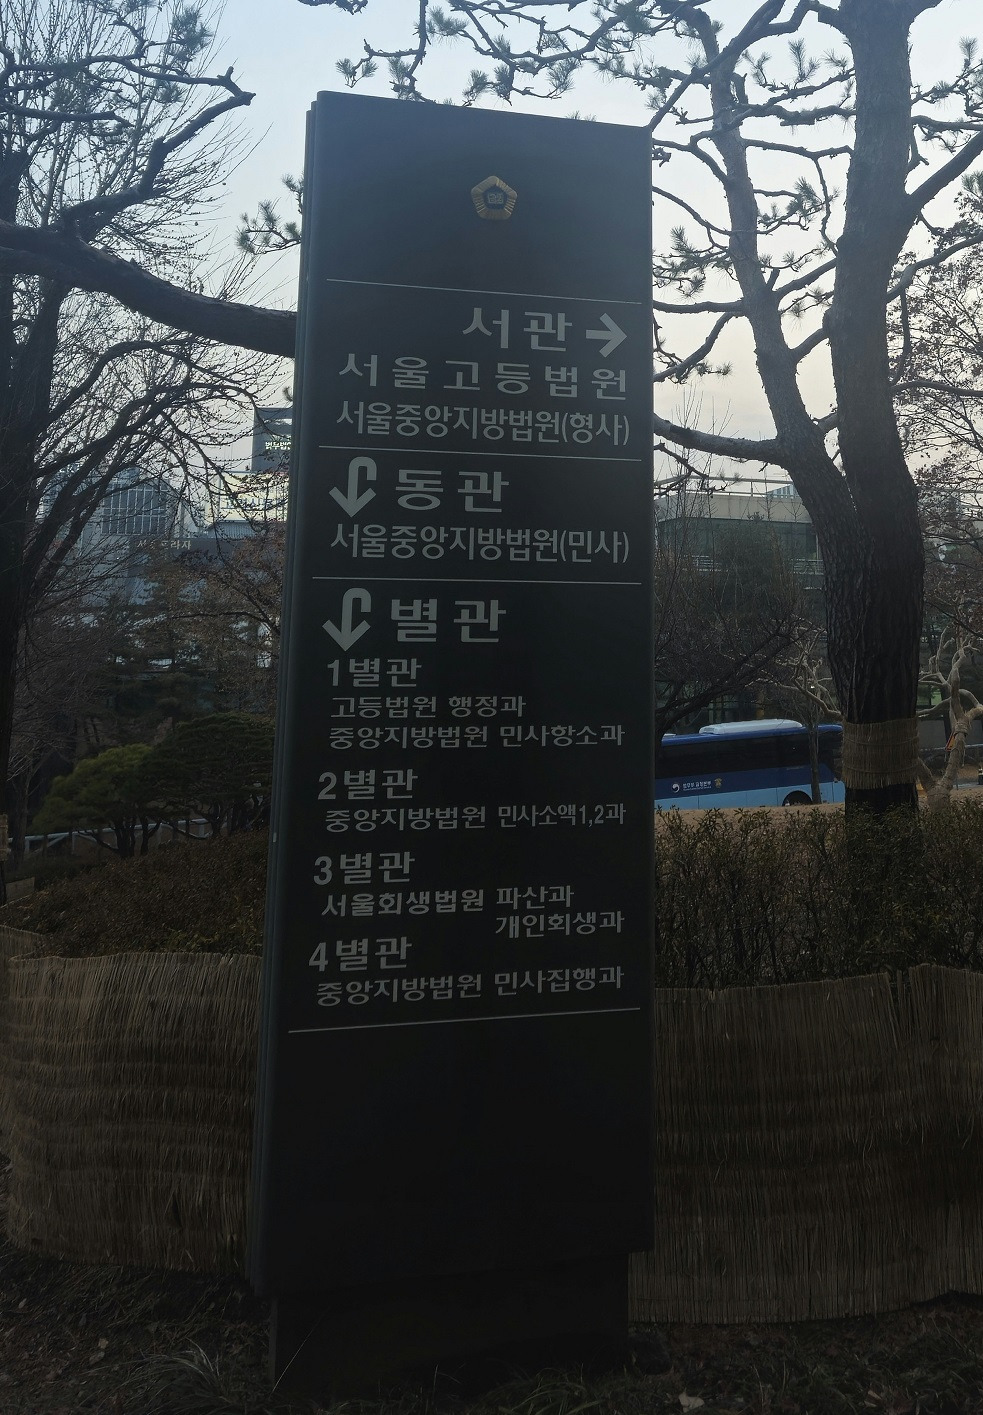 서관 →
서울고등법원
서울중앙지방법원(형사)
동관
서울중앙지방법원(민사)
별관
1별관
고등법원 행정과
중앙지방법원 민사항소과
2별관
중앙지방법원 민사소액1,2과
3별관
서울회생법원 파산과
개인회생과
4별관
중앙지방법원 민사집행과